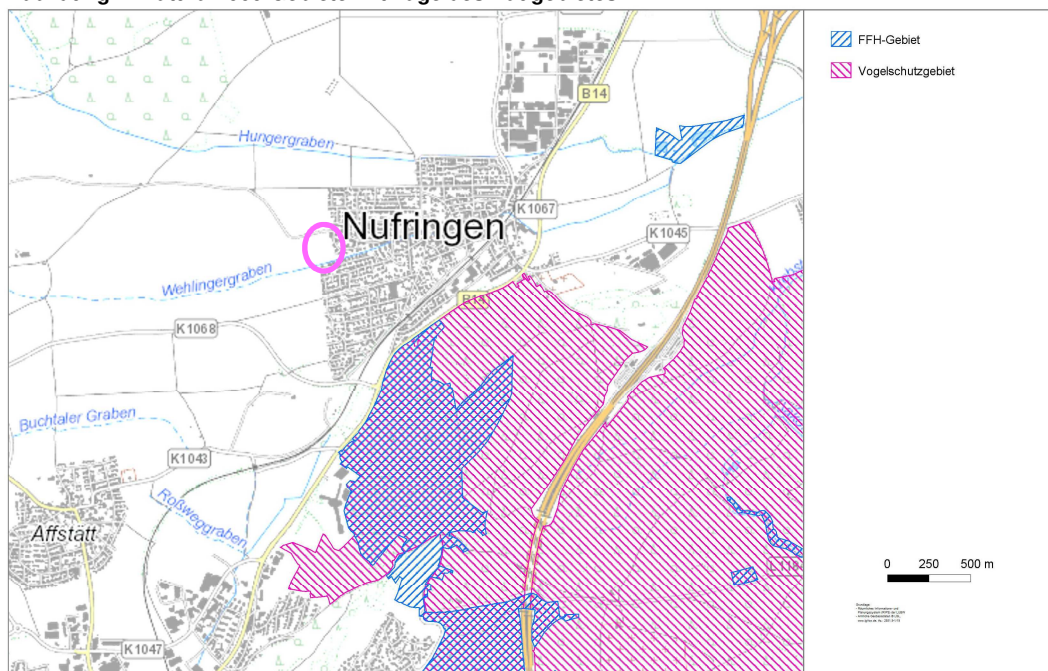 FFH-Gebiet
Vogelschutzgebiet
B14
Hungergraben
K1067
Nufringen
K1045
Wehlingergraben
B14
K1068
Buchtaler Graben
K1043
Roßweggraben
Affstätt
K1047
0 250 500 m